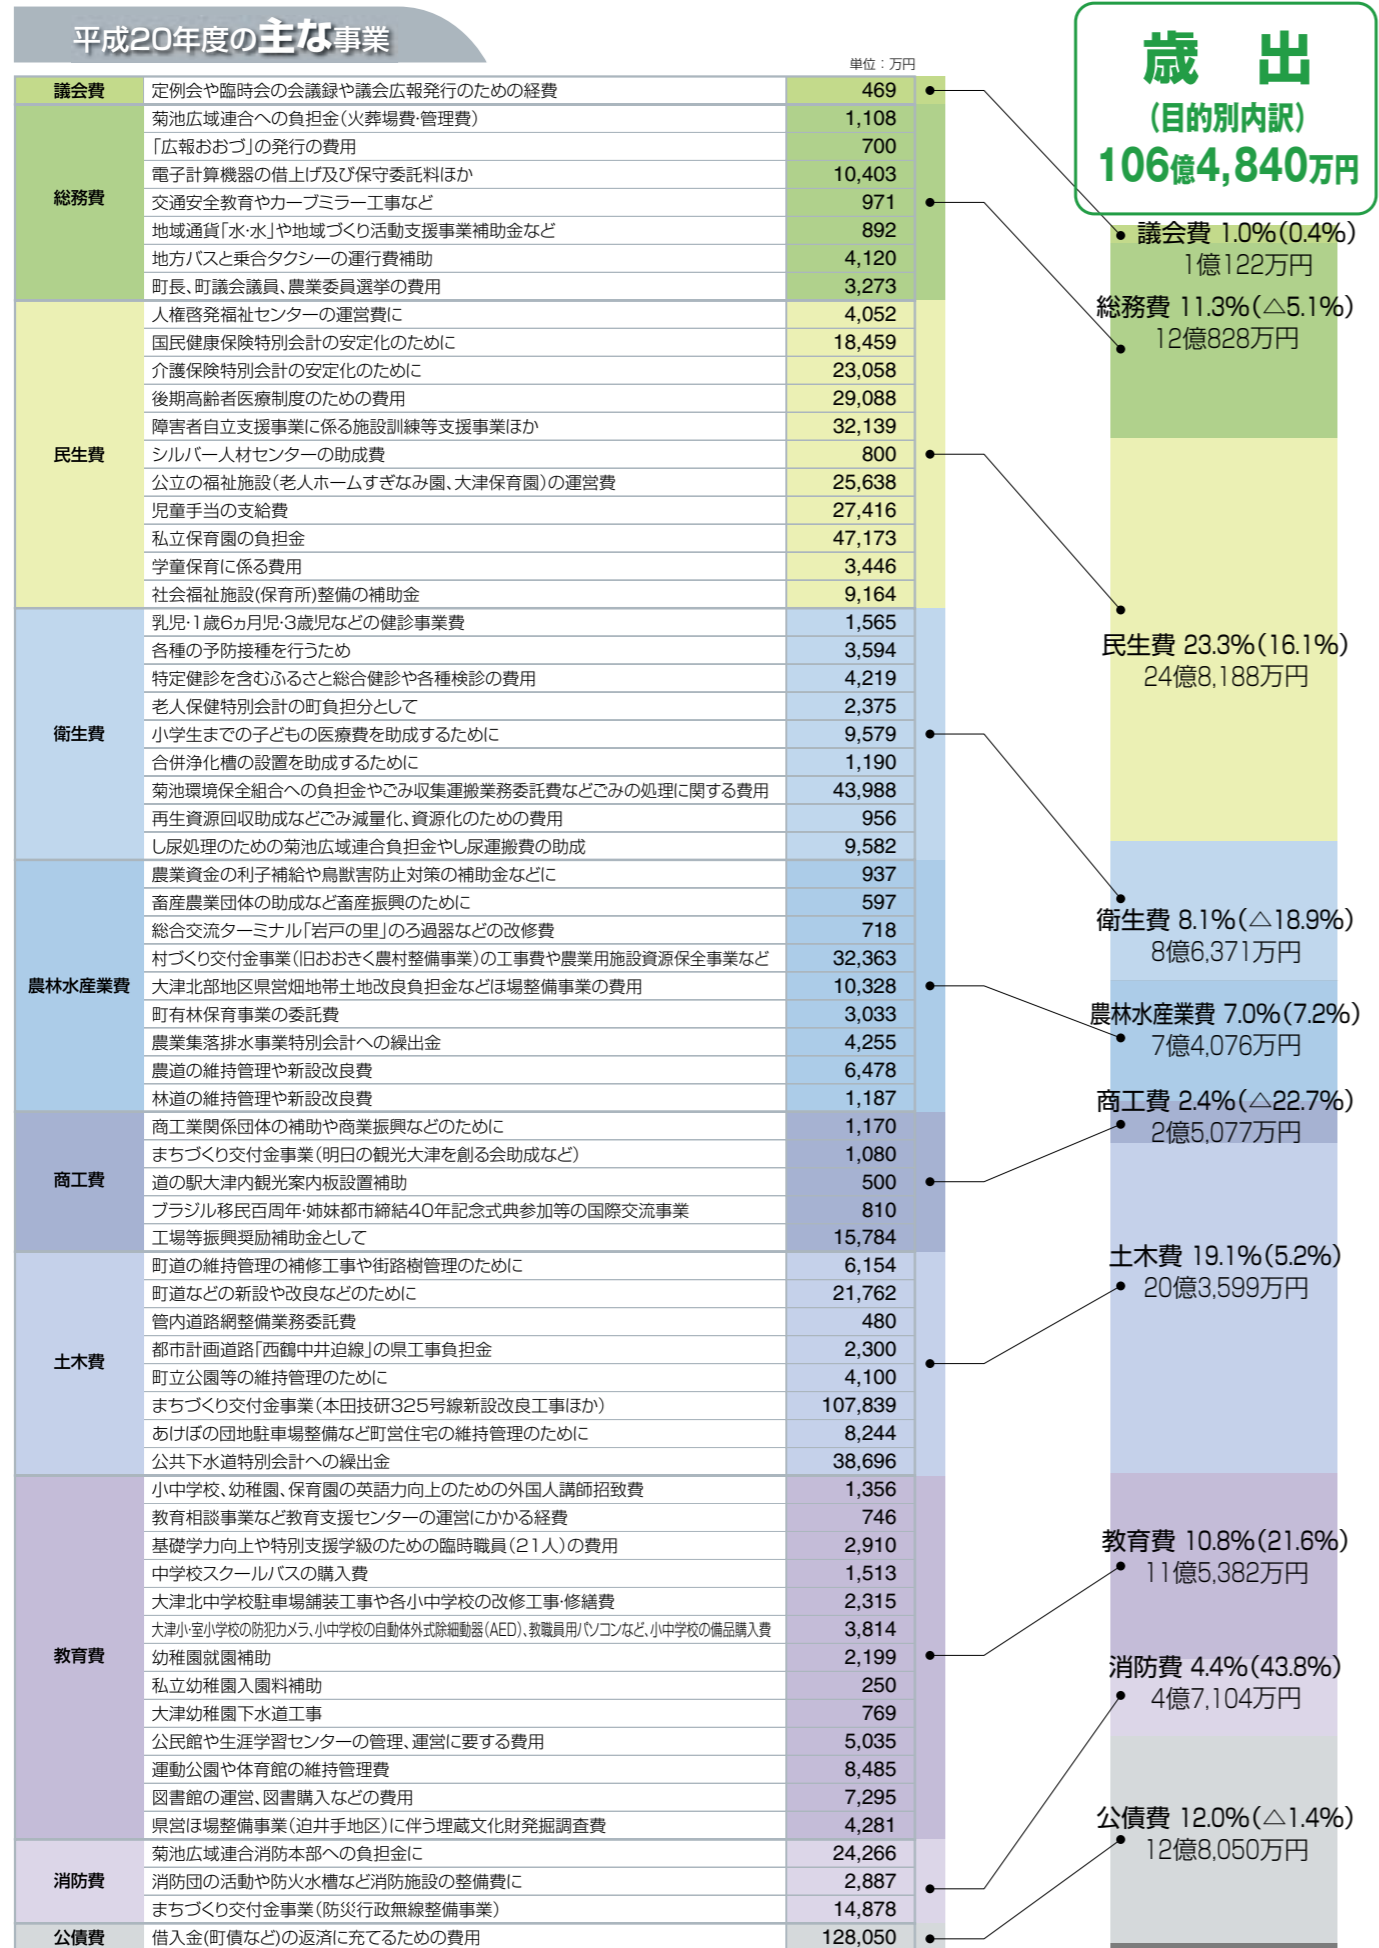 平成20年度の主な事業
単位：万円
議会費 定例会や臨時会の会議録や議会広報発行のための経費 469
総務費
菊池広域連合への負担金（火葬場費・管理費） 1,108
「広報おおづ」の発行の費用 700
電子計算機器の借上げ及び保守委託料ほか 10,403
交通安全教育やカーブミラー工事など 971
地域通貨「水・水」や地域づくり活動支援事業補助金など 892
地方バスと乗合タクシーの運行費補助 4,120
町長、町議会議員、農業委員選挙の費用 3,273
民生費
人権啓発福祉センターの運営費に 4,052
国民健康保険特別会計の安定化のために 18,459
介護保険特別会計の安定化のために 23,058
後期高齢者医療制度のための費用 29,088
障害者自立支援事業に係る施設訓練等支援事業ほか 32,139
シルバー人材センターの助成費 800
公立の福祉施設（老人ホームすぎなみ園、大津保育園）の運営費 25,638
児童手当の支給費 27,416
私立保育園の負担金 47,173
学童保育に係る費用 3,446
社会福祉施設(保育所)整備の補助金 9,164
衛生費
乳児・1歳6ヵ月児・3歳児などの健診事業費 1,565
各種の予防接種を行うため 3,594
特定健診を含むふるさと総合健診や各種検診の費用 4,219
老人保健特別会計の町負担分として 2,375
小学生までの子どもの医療費を助成するために 9,579
合併浄化槽の設置を助成するために 1,190
菊池環境保全組合への負担金やごみ収集運搬業務委託費などごみの処理に関する費用 43,988
再生資源回収助成などごみ減量化、資源化のための費用 956
し尿処理のための菊池広域連合負担金やし尿運搬費の助成 9,582
農林水産業費
農業資金の利子補給や鳥獣害防止対策の補助金などに 937
畜産農業団体の助成など畜産振興のために 597
総合交流ターミナル「岩戸の里」のろ過器などの改修費 718
村づくり交付金事業（旧おおきく農村整備事業）の工事費や農業用施設資源保全事業など 32,363
大津北部地区県営畑地帯土地改良負担金などほ場整備事業の費用 10,328
町有林保育事業の委託費 3,033
農業集落排水事業特別会計への繰出金 4,255
農道の維持管理や新設改良費 6,478
林道の維持管理や新設改良費 1,187
商工費
商工業関係団体の補助や商業振興などのために 1,170
まちづくり交付金事業（明日の観光大津を創る会助成など） 1,080
道の駅大津内観光案内板設置補助 500
ブラジル移民百周年・姉妹都市締結40年記念式典参加等の国際交流事業 810
工場等振興奨励補助金として 15,784
土木費
町道の維持管理の補修工事や街路樹管理のために 6,154
町道などの新設や改良などのために 21,762
管内道路網整備業務委託費 480
都市計画道路「西鶴中井迫線」の県工事負担金 2,300
町立公園等の維持管理のために 4,100
まちづくり交付金事業（本田技研325号線新設改良工事ほか） 107,839
あけぼの団地駐車場整備など町営住宅の維持管理のために 8,244
公共下水道特別会計への繰出金 38,696
教育費
小中学校、幼稚園、保育園の英語力向上のための外国人講師招致費 1,356
教育相談事業など教育支援センターの運営にかかる経費 746
基礎学力向上や特別支援学級のための臨時職員（21人）の費用 2,910
中学校スクールバスの購入費 1,513
大津北中学校駐車場舗装工事や各小中学校の改修工事・修繕費 2,315
大津小・室小学校の防犯カメラ、小中学校の自動体外式除細動器（AED）、教職員用パソコンなど、小中学校の備品購入費 3,814
幼稚園就園補助 2,199
私立幼稚園入園料補助 250
大津幼稚園下水道工事 769
公民館や生涯学習センターの管理、運営に要する費用 5,035
運動公園や体育館の維持管理費 8,485
図書館の運営、図書購入などの費用 7,295
県営ほ場整備事業（迫井手地区）に伴う埋蔵文化財発掘調査費 4,281
消防費
菊池広域連合消防本部への負担金に 24,266
消防団の活動や防火水槽など消防施設の整備費に 2,887
まちづくり交付金事業（防災行政無線整備事業） 14,878
公債費 借入金(町債など)の返済に充てるための費用 128,050
歳出
（目的別内訳）
106億4,840万円
議会費 1.0%（0.4%）
1億122万円
総務費 11.3%（△5.1%）
12億828万円
民生費 23.3%（16.1%）
24億8,188万円
衛生費 8.1%（△18.9%）
8億6,371万円
農林水産業費 7.0%（7.2%）
7億4,076万円
商工費 2.4%（△22.7%）
2億5,077万円
土木費 19.1%（5.2%）
20億3,599万円
教育費 10.8%（21.6%）
11億5,382万円
消防費 4.4%（43.8%）
4億7,104万円
公債費 12.0%（△1.4%）
12億8,050万円